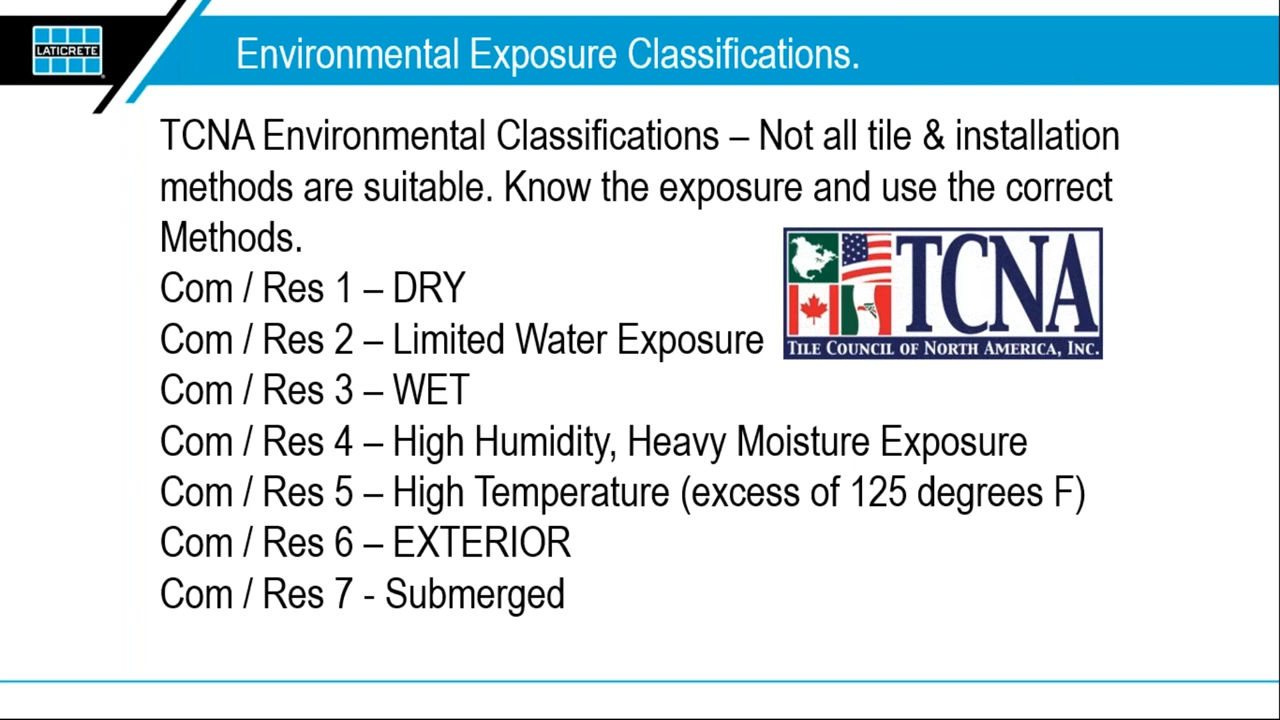 LATICRETE
Environmental Exposure Classifications.
TCNA Environmental Classifications – Not all tile & installation
methods are suitable. Know the exposure and use the correct
Methods.
Com / Res 1 – DRY
Com / Res 2 – Limited Water Exposure
Com / Res 3 – WET
Com / Res 4 – High Humidity, Heavy Moisture Exposure
Com / Res 5 – High Temperature (excess of 125 degrees F)
Com / Res 6 – EXTERIOR
Com / Res 7 - Submerged
TCNA
TILE COUNCIL OF NORTH AMERICA, INC.